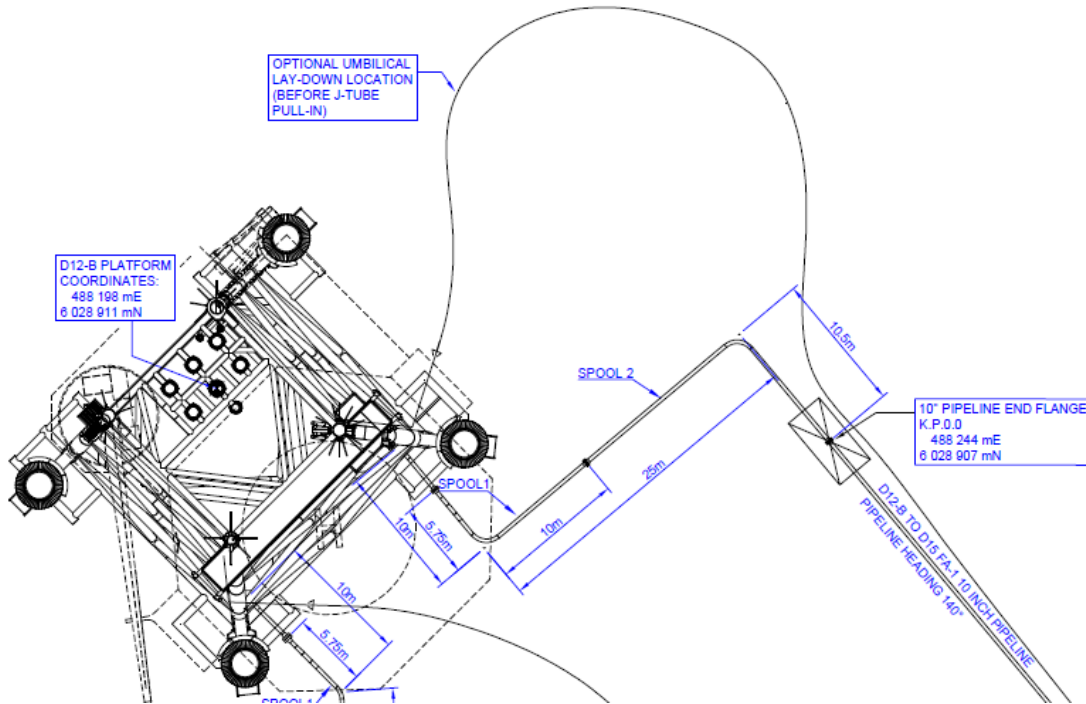 OPTIONAL UMBILICAL
LAY-DOWN LOCATION
(BEFORE J-TUBE
PULL-IN)
D12-B PLATFORM
COORDINATES:
488 198 mE
6 028 911 mN
10.5m
SPOOL 2
10" PIPELINE END FLANGE
K.P.0.0
488 244 mE
6 028 907 mN
25m
SPOOL1
10m
5.75m
10m
D12-B TO D15 FA-1 10 INCH PIPELINE
PIPELINE HEADING 140°
10m
5.75m
SPOOL1